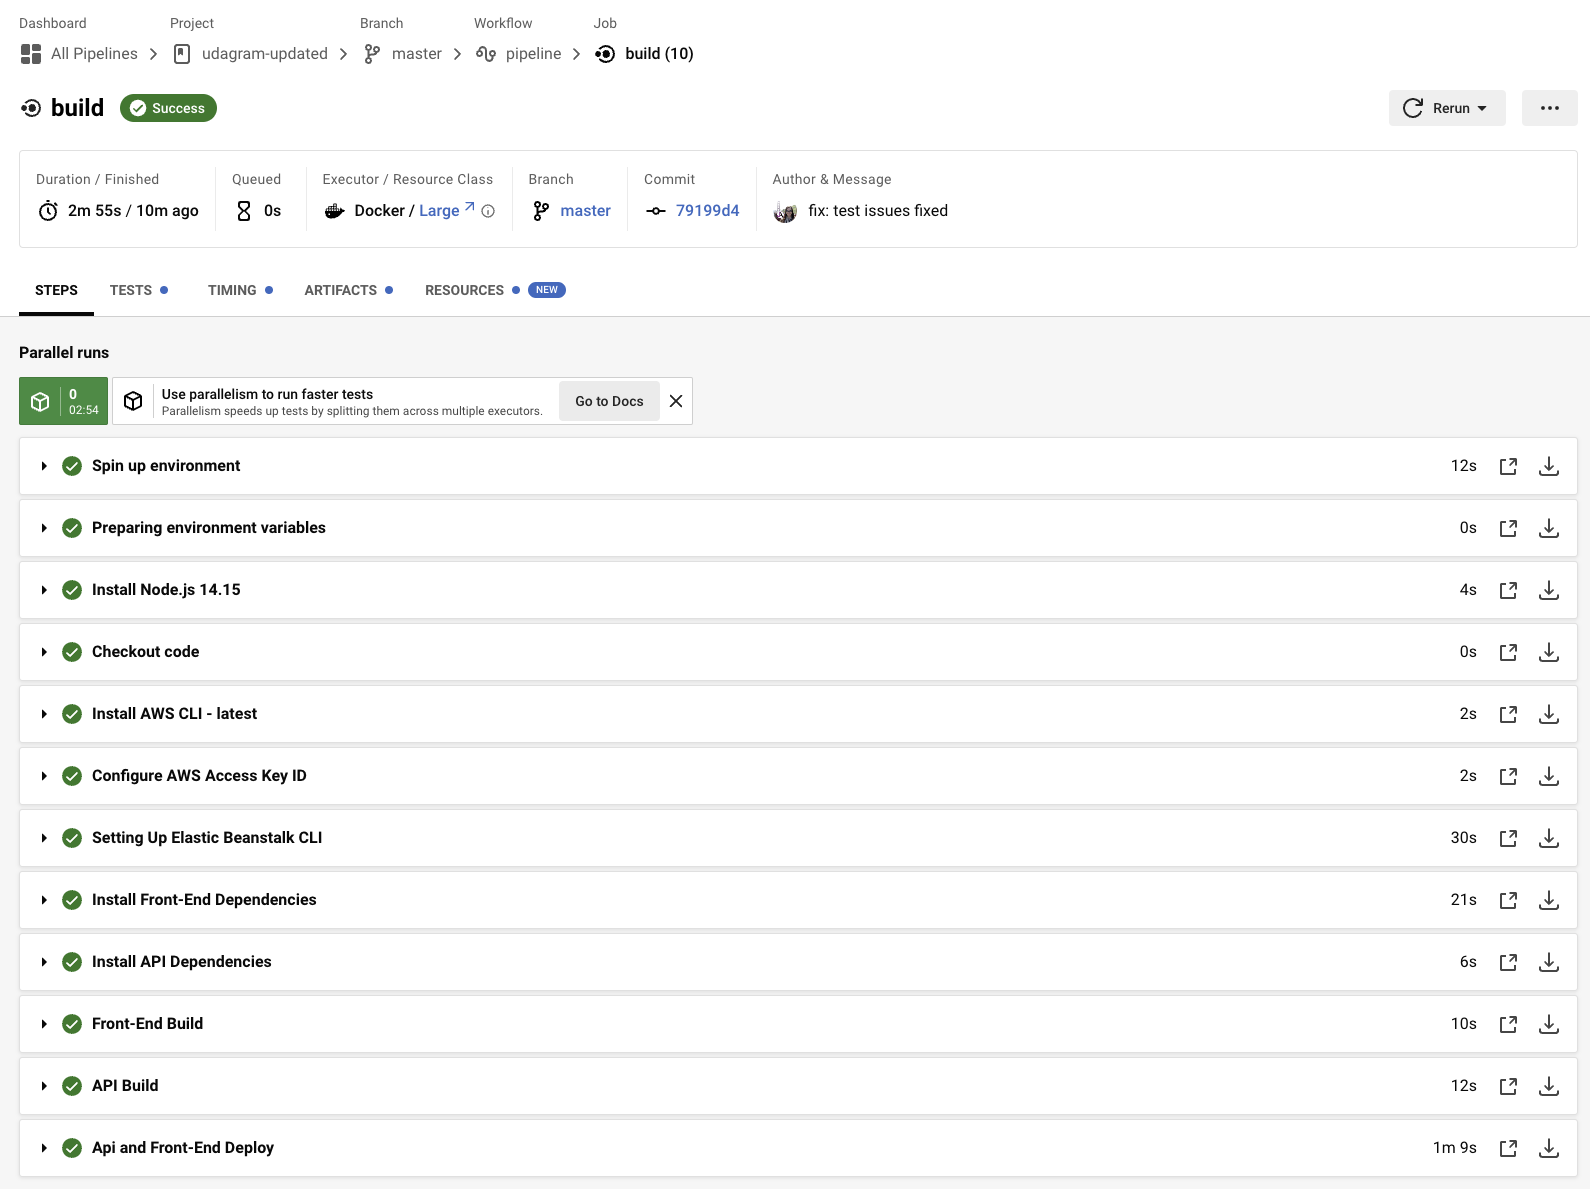 Dashboard Project Branch Workflow Job
All Pipelines udagram-updated master pipeline build (10)
build Success Rerun
Duration / Finished Queued Executor / Resource Class Branch Commit Author & Message
2m 55s / 10m ago 0s Docker / Large master 79199d4 fix: test issues fixed
STEPS TESTS TIMING ARTIFACTS RESOURCES NEW
Parallel runs
0
02:54
Use parallelism to run faster tests
Parallelism speeds up tests by splitting them across multiple executors.
Go to Docs
Spin up environment 12s
Preparing environment variables 0s
Install Node.js 14.15 4s
Checkout code 0s
Install AWS CLI - latest 2s
Configure AWS Access Key ID 2s
Setting Up Elastic Beanstalk CLI 30s
Install Front-End Dependencies 21s
Install API Dependencies 6s
Front-End Build 10s
API Build 12s
Api and Front-End Deploy 1m 9s